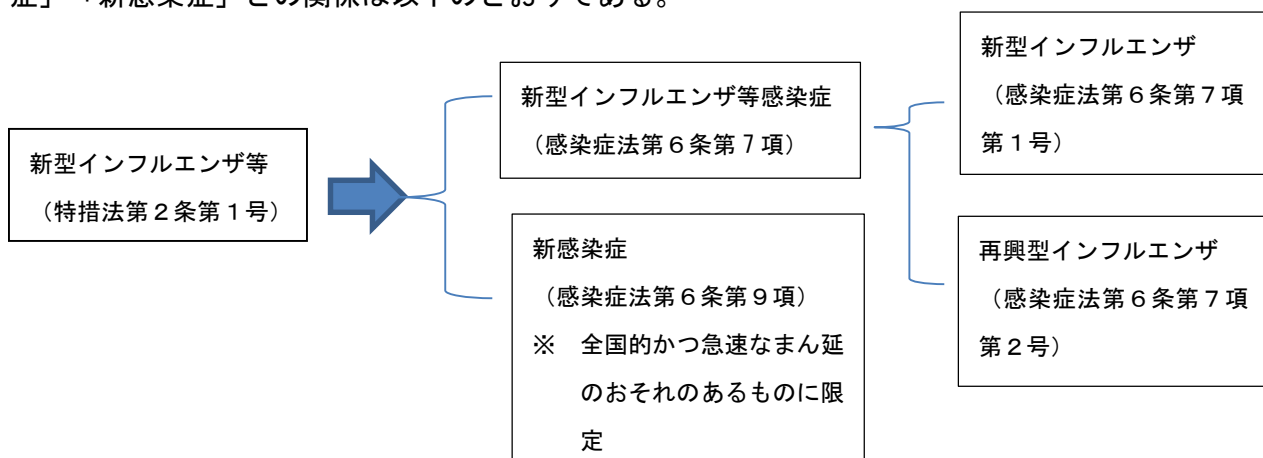 症」「新感染症」との関係は以下のとおりである。
新型インフルエンザ等
（特措法第２条第１号）
新型インフルエンザ等感染症
（感染症法第６条第７項）
新感染症
（感染症法第６条第９項）
※　全国的かつ急速なまん延
のおそれのあるものに限
定
新型インフルエンザ
（感染症法第６条第７項
第１号）
再興型インフルエンザ
（感染症法第６条第７項
第２号）